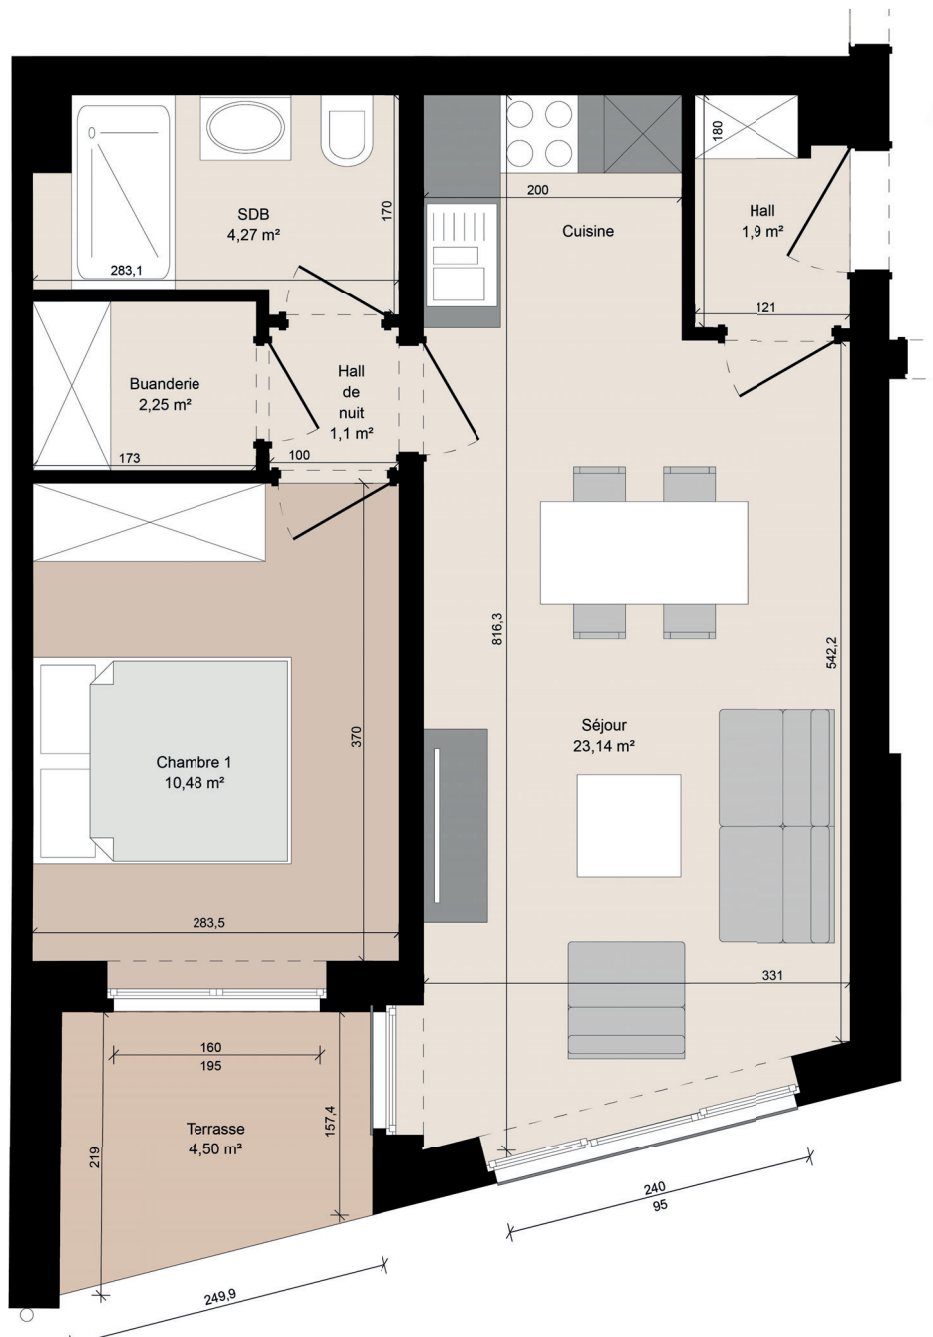 180
200
170
SDB
4,27 m²
Hall
1,9 m²
Cuisine
283,1
121
Hall
de
nuit
1,1 m²
Buanderie
2,25 m²
173
100
816,3
542,2
Séjour
23,14 m²
370
Chambre 1
10,48 m²
283,5
331
160
195
157,4
Terrasse
4,50 m²
219
240
95
249,9